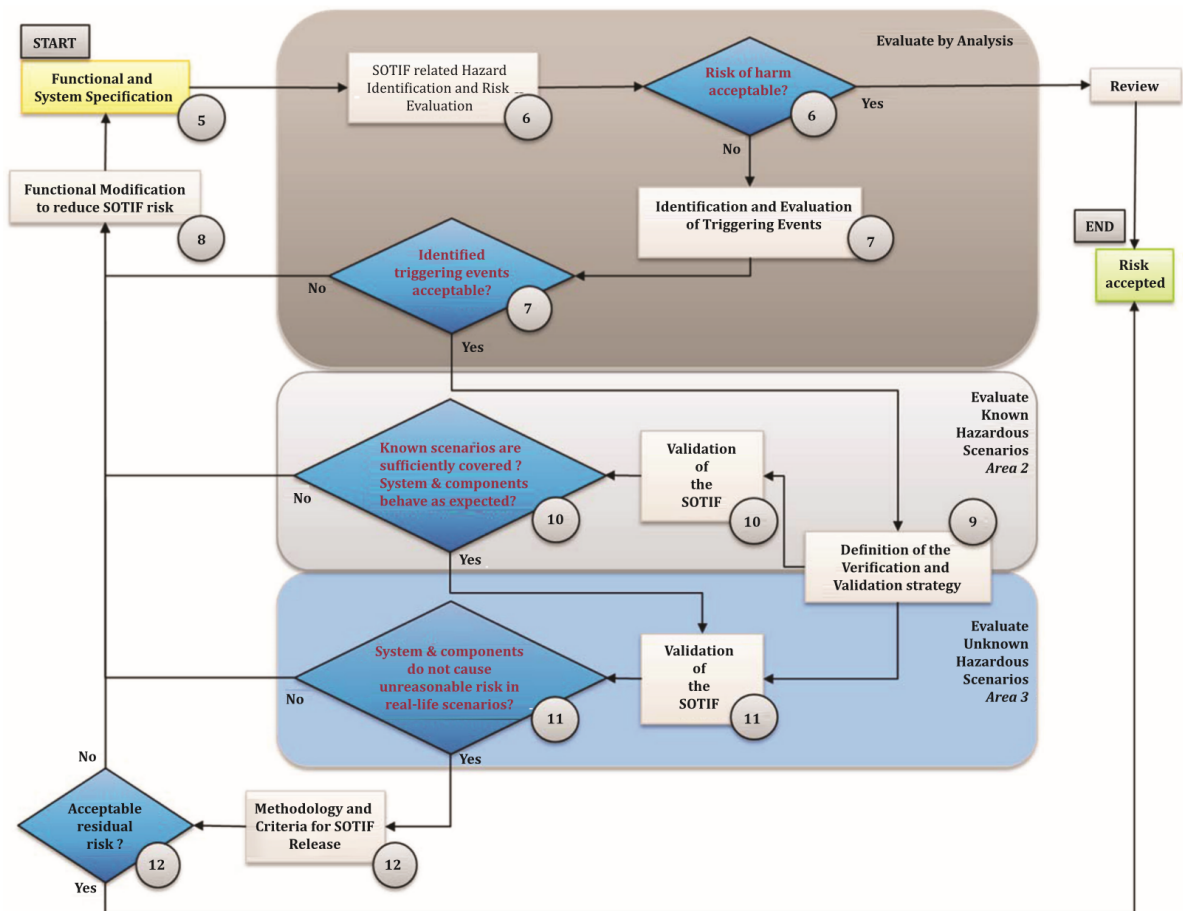 START
Functional and
System Specification
5
SOTIF related Hazard
Identification and Risk
Evaluation
6
Evaluate by Analysis
Risk of harm
acceptable?
6
Yes
No
Review
Functional Modification
to reduce SOTIF risk
8
Identification and Evaluation
of Triggering Events
7
END
Risk
accepted
Identified
triggering events
acceptable?
7
No
Yes
Evaluate
Known
Hazardous
Scenarios
Area 2
Known scenarios are
sufficiently covered ?
System & components
behave as expected?
10
No
Yes
Validation
of
the
SOTIF
10
9
Definition of the
Verification and
Validation strategy
Evaluate
Unknown
Hazardous
Scenarios
Area 3
System & components
do not cause
unreasonable risk in
real-life scenarios?
11
No
Yes
Validation
of
the
SOTIF
11
No
Acceptable
residual
risk ?
12
Yes
Methodology and
Criteria for SOTIF
Release
12